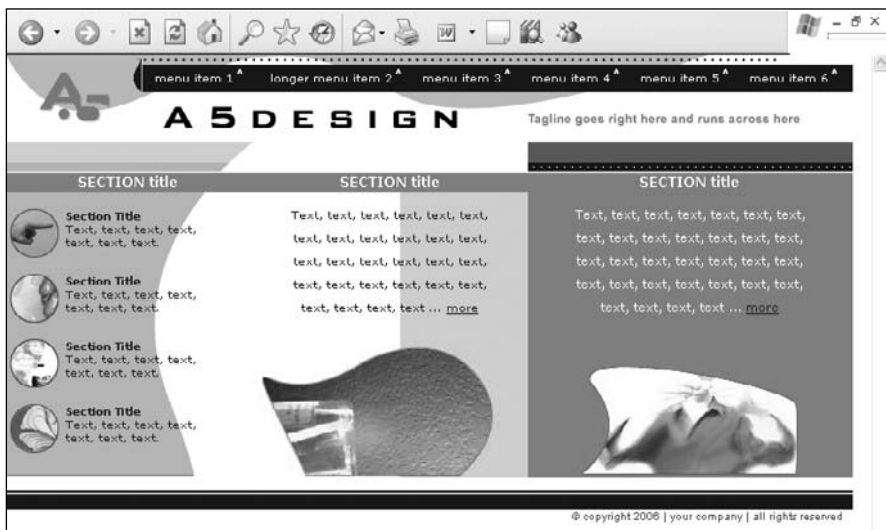 menu item 1 ^ longer menu item 2 ^ menu item 3 ^ menu item 4 ^ menu item 5 ^ menu item 6 ^
A5
A5DESIGN
Tagline goes right here and runs across here
SECTION title
Section Title
Text, text, text, text,
text, text, text.
Section Title
Text, text, text, text,
text, text, text.
Section Title
Text, text, text, text,
text, text, text.
Section Title
Text, text, text, text,
text, text, text.
SECTION title
Text, text, text, text, text, text,
text, text, text, text, text, text,
text, text, text, text, text, text,
text, text, text, text, text, text,
text, text, text, text ... more
SECTION title
Text, text, text, text, text, text, text,
text, text, text, text, text, text, text,
text, text, text, text, text, text, text,
text, text, text, text, text, text, text,
text, text, text, text ... more
© copyright 2006 | your company | all rights reserved